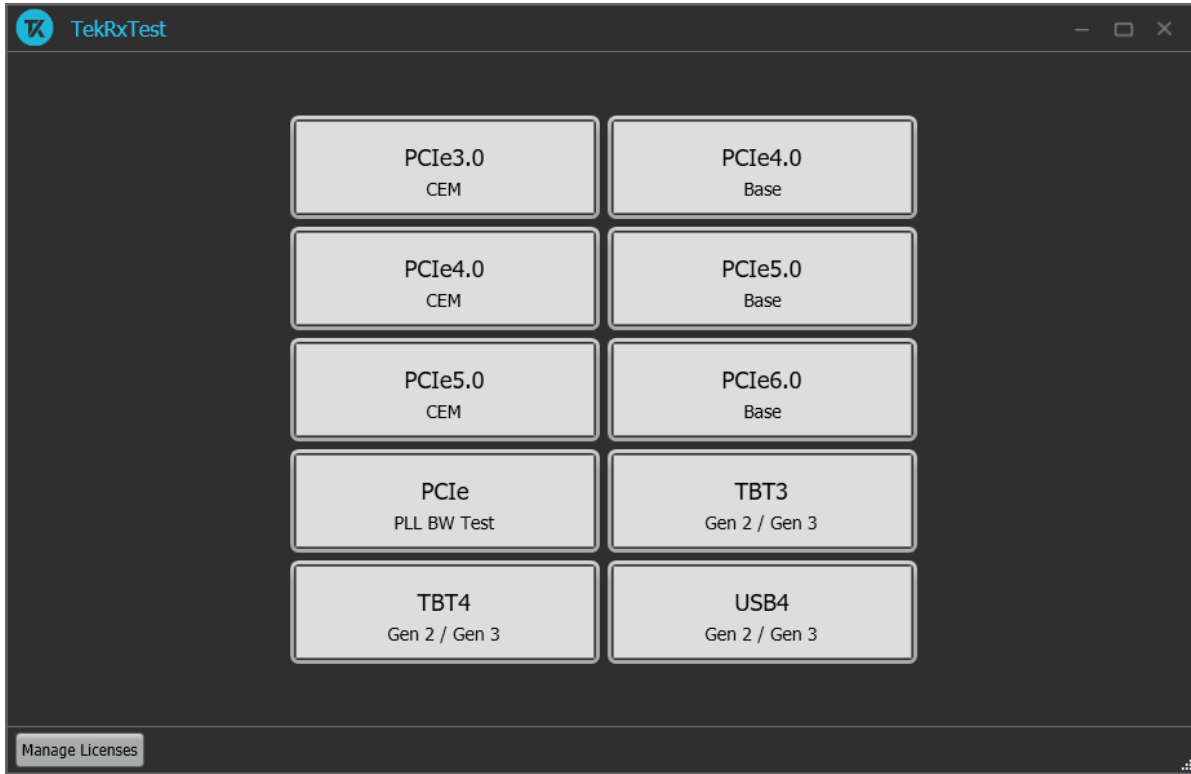 TekRxTest
PCIe3.0
CEM
PCIe4.0
Base
PCIe4.0
CEM
PCIe5.0
Base
PCIe5.0
CEM
PCIe6.0
Base
PCIe
PLL BW Test
TBT3
Gen 2 / Gen 3
TBT4
Gen 2 / Gen 3
USB4
Gen 2 / Gen 3
Manage Licenses